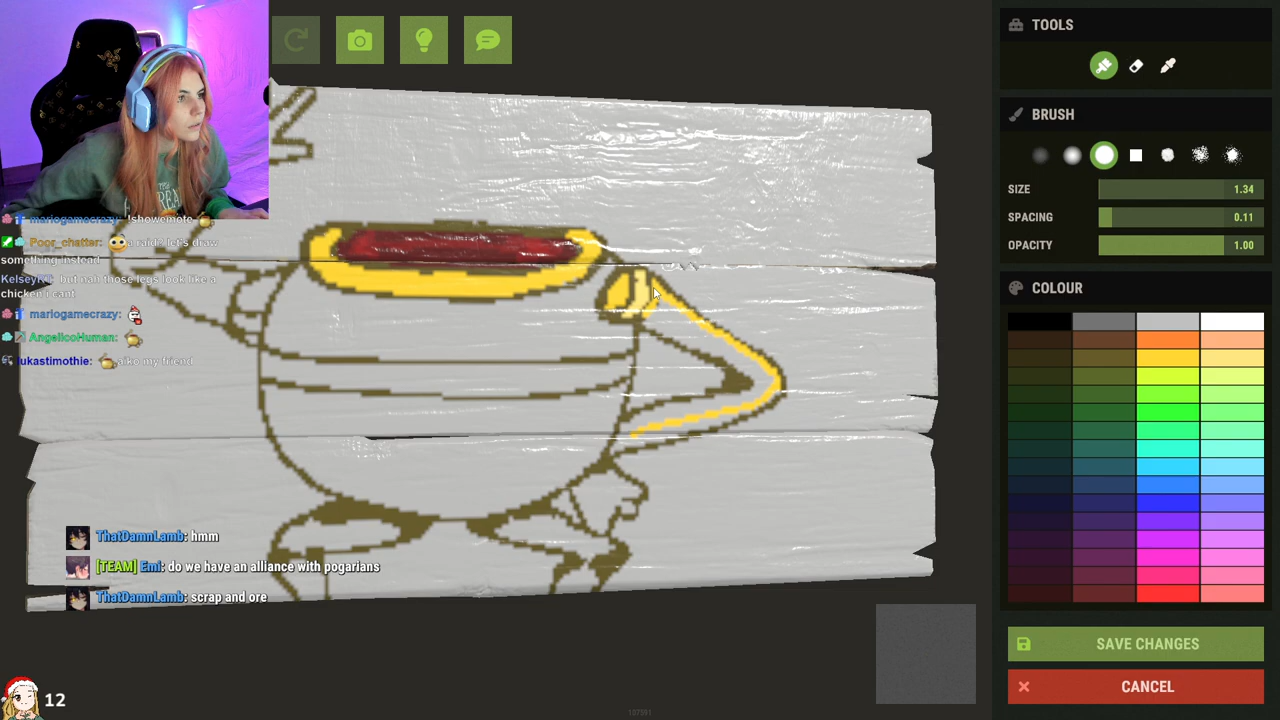 TOOLS
BRUSH
SIZE 1.34
SPACING 0.11
OPACITY 1.00
COLOUR
SAVE CHANGES
CANCEL
mariogamecrazy: !showemote
Poor_chatter: a raid? let's draw
something instead
but
those legs look like a
chicken i cant
mariogamecrazy:
AngelicoHuman:
lukastimothie: aiko my friend
ThatDamnLamb: hmm
[TEAM] Emi: do we have an alliance with pogarians
ThatDamnLamb: scrap and ore
12